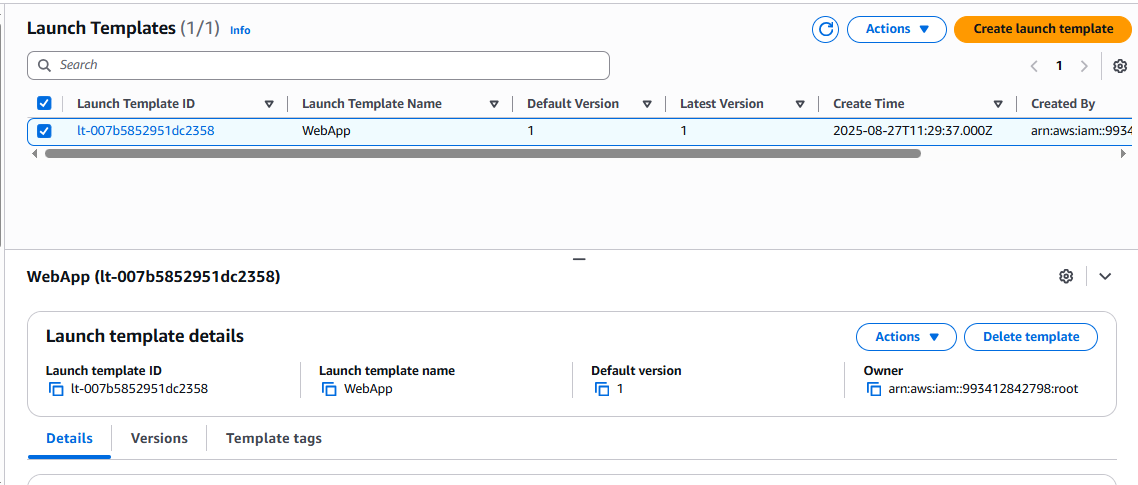 Launch Templates (1/1) Info
Actions
Create launch template
Search
1
Launch Template ID Launch Template Name Default Version Latest Version Create Time Created By
lt-007b5852951dc2358 WebApp 1 1 2025-08-27T11:29:37.000Z arn:aws:iam::9934
WebApp (lt-007b5852951dc2358)
Launch template details
Actions
Delete template
Launch template ID Launch template name Default version Owner
lt-007b5852951dc2358 WebApp 1 arn:aws:iam::993412842798:root
Details Versions Template tags